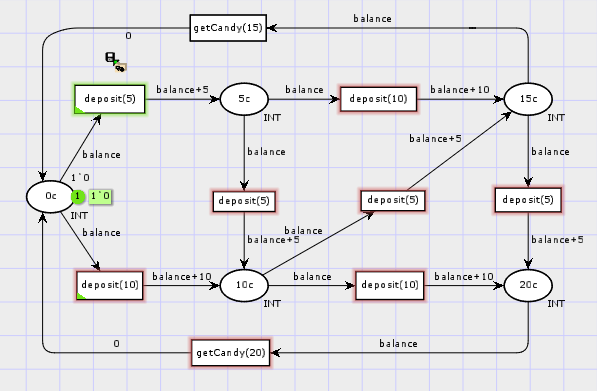 getCandy(15)
balance
0
deposit(5)
balance+5
5c
INT
balance
deposit(10)
balance+10
15c
INT
balance
balance
balance+5
balance
1`0
0c
1
1`0
INT
deposit(5)
deposit(5)
deposit(5)
balance
balance+5
balance
balance+5
deposit(10)
balance+10
10c
INT
balance
deposit(10)
balance+10
20c
INT
0
getCandy(20)
balance